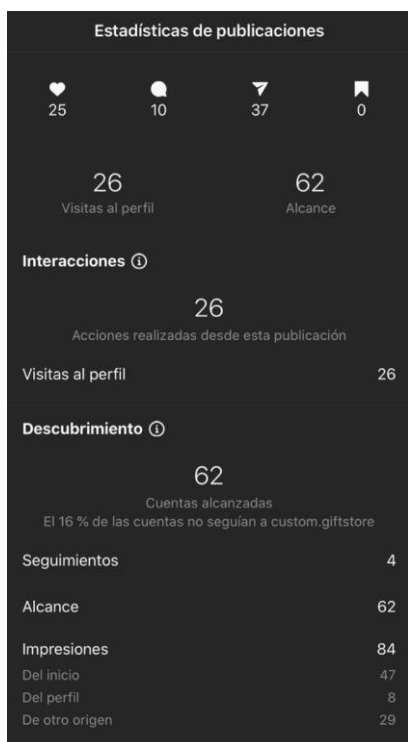 Estadísticas de publicaciones
25 10 37 0
26 62
Visitas al perfil Alcance
Interacciones
26
Acciones realizadas desde esta publicación
Visitas al perfil 26
Descubrimiento
62
Cuentas alcanzadas
El 16 % de las cuentas no seguían a custom.giftstore
Seguimientos 4
Alcance 62
Impresiones 84
Del inicio 47
Del perfil 8
De otro origen 29